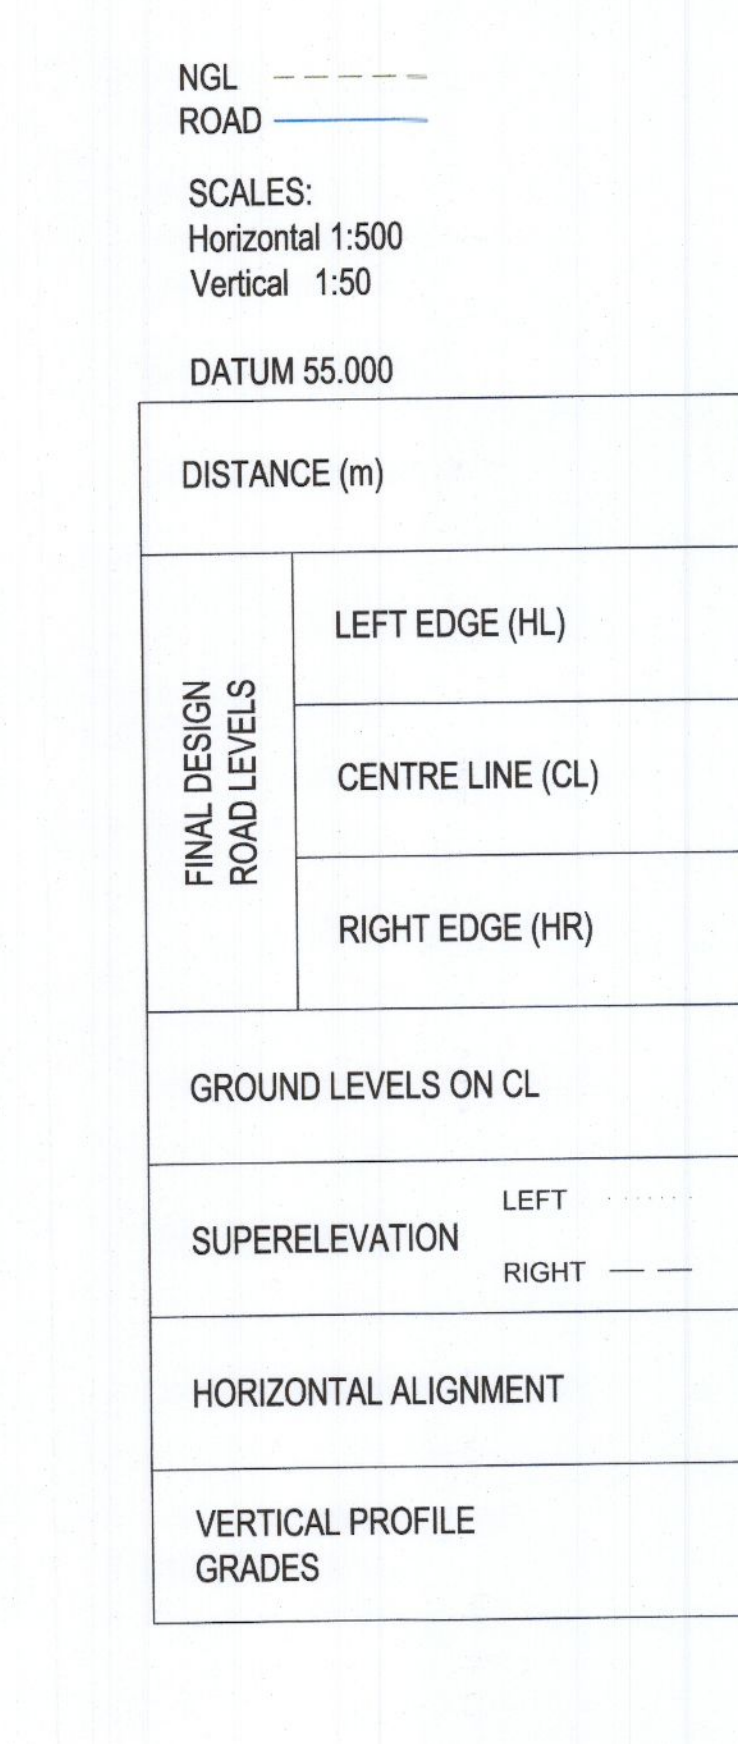 NGL
ROAD
SCALES:
Horizontal 1:500
Vertical 1:50
DATUM 55.000
DISTANCE (m)
FINAL DESIGN
ROAD LEVELS
LEFT EDGE (HL)
CENTRE LINE (CL)
RIGHT EDGE (HR)
GROUND LEVELS ON CL
SUPERELEVATION
LEFT
RIGHT
HORIZONTAL ALIGNMENT
VERTICAL PROFILE
GRADES